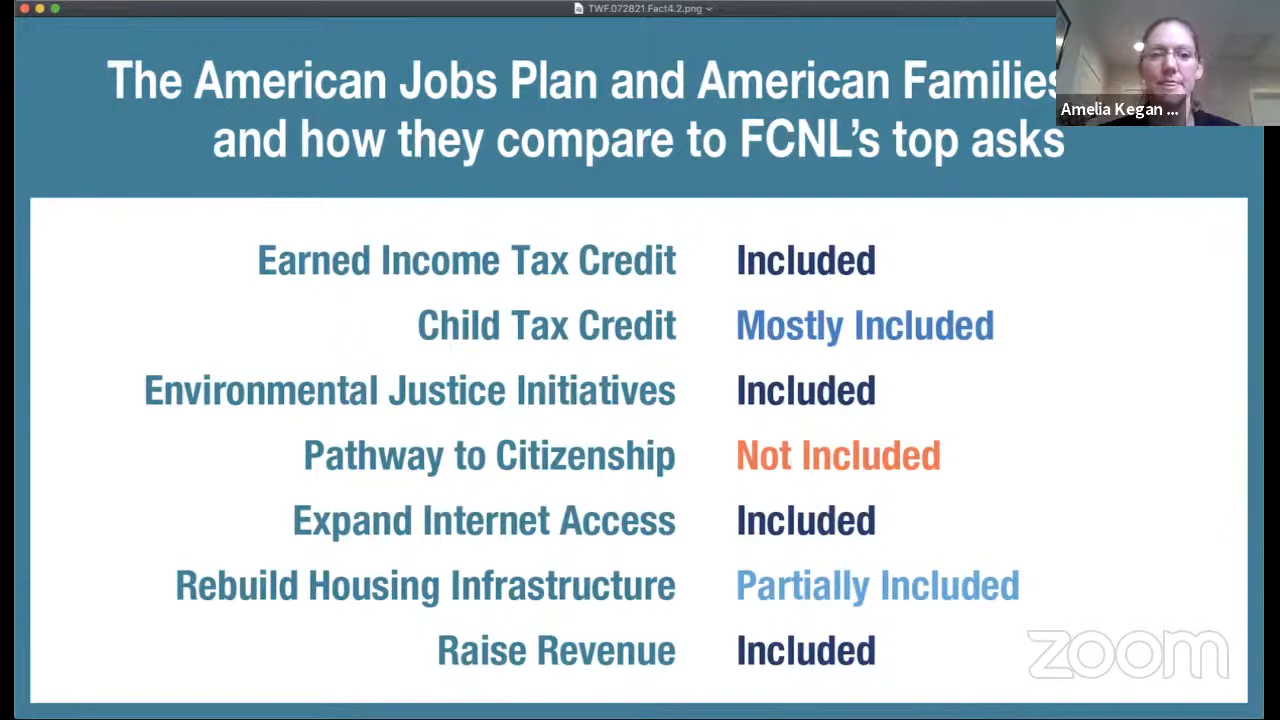 TWF.072821.Fact4.2.png
The American Jobs Plan and American Families
and how they compare to FCNL's top asks
Amelia Kegan ...
Earned Income Tax Credit Included
Child Tax Credit Mostly Included
Environmental Justice Initiatives Included
Pathway to Citizenship Not Included
Expand Internet Access Included
Rebuild Housing Infrastructure Partially Included
Raise Revenue Included
zoom